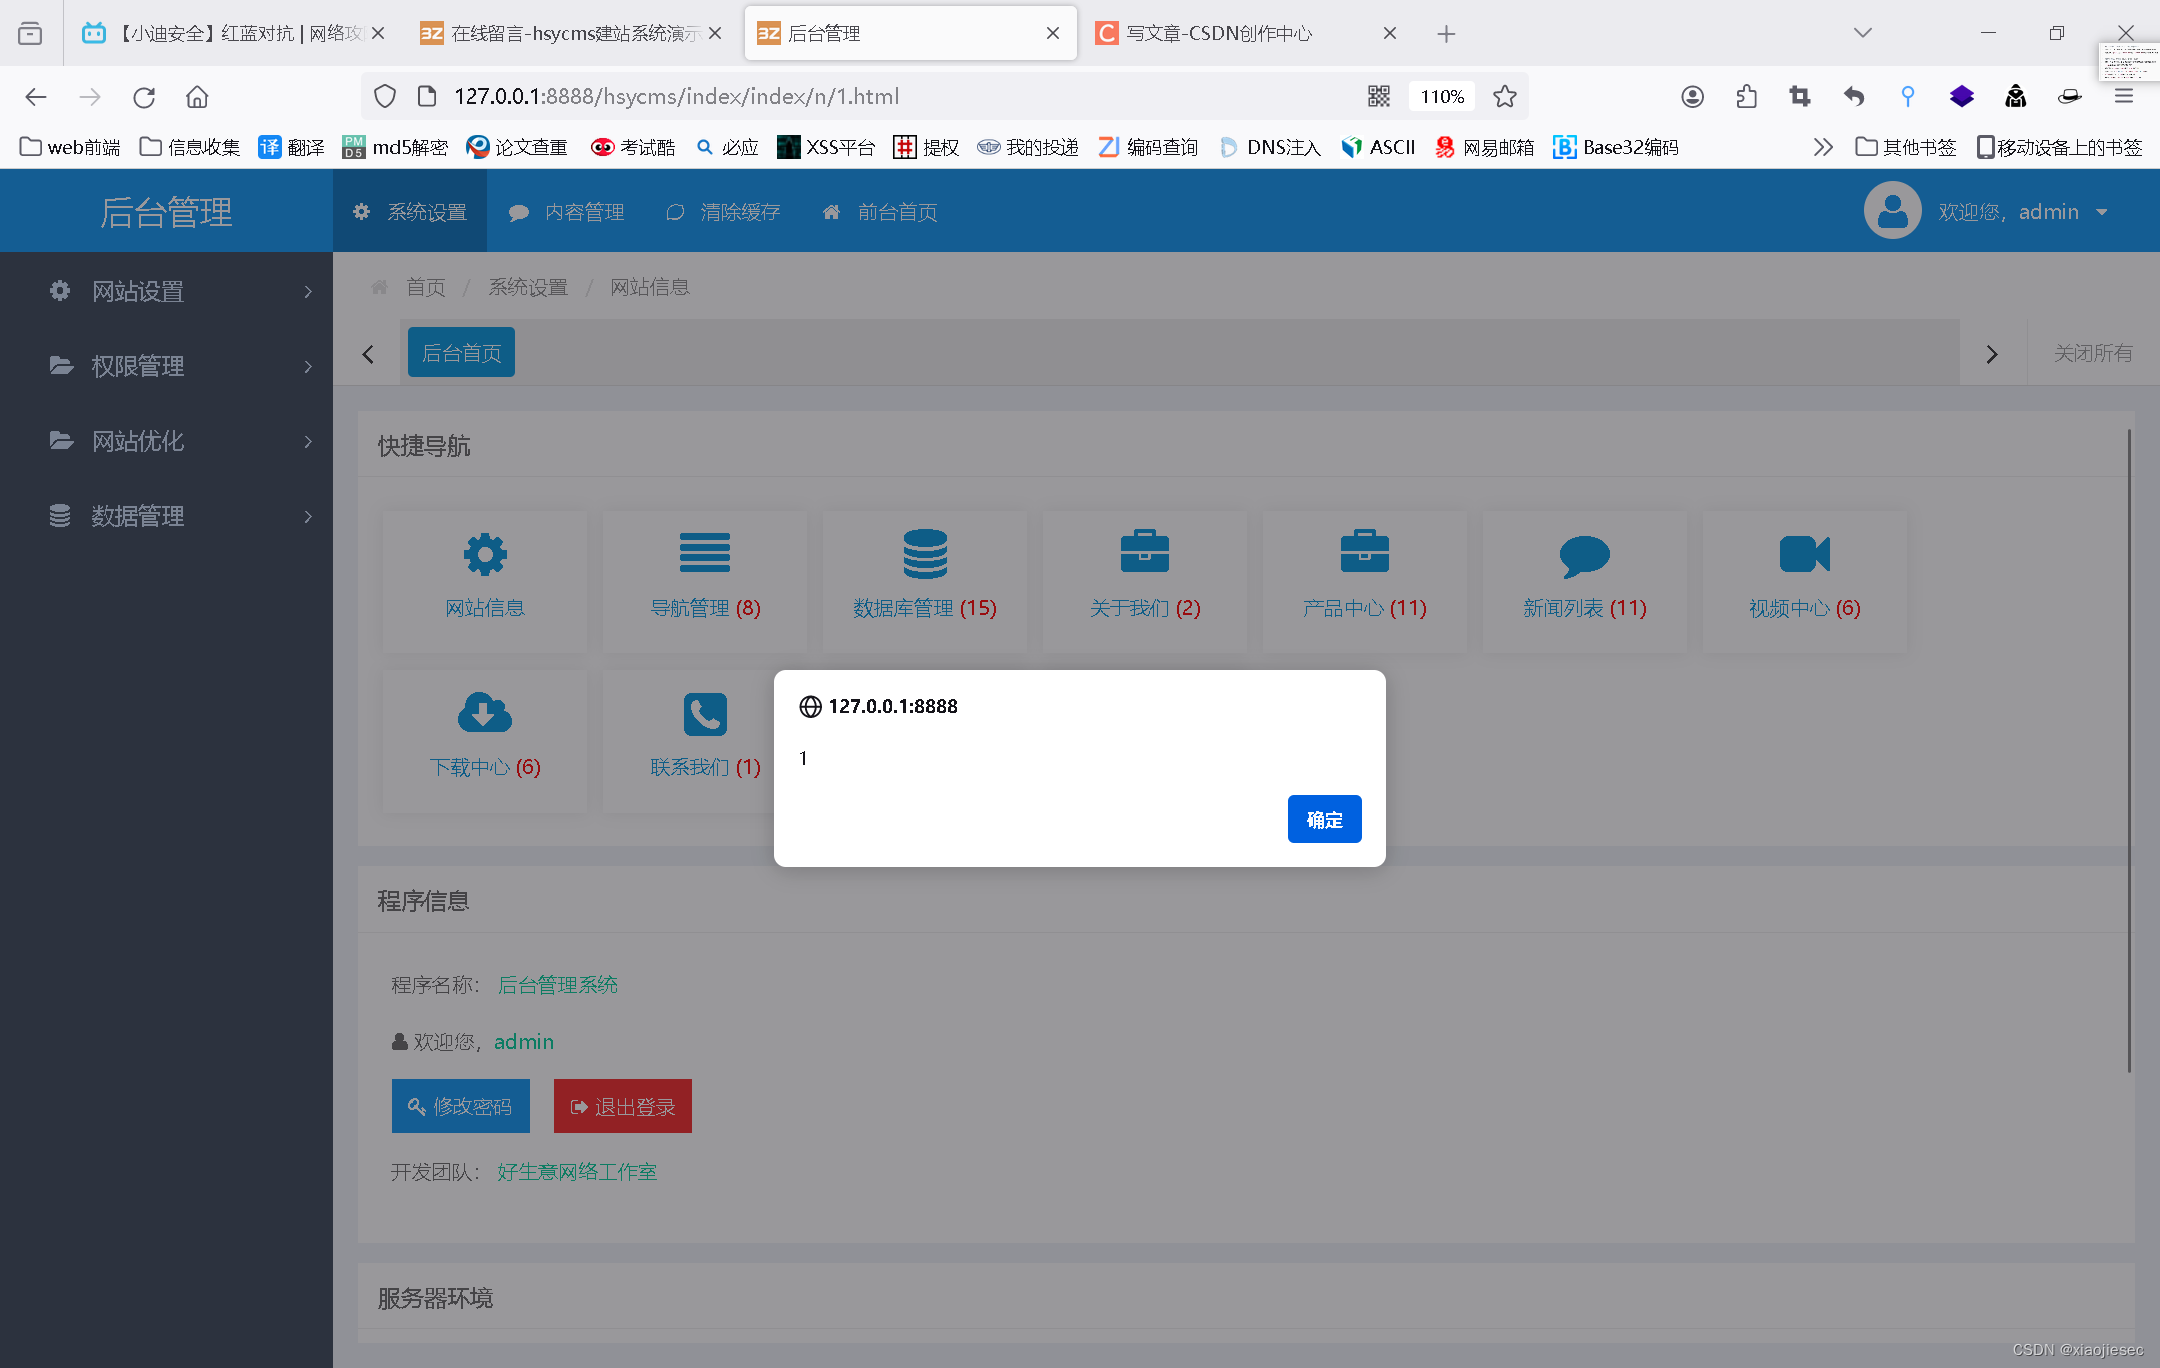 【小迪安全】红蓝对抗 | 网络攻
在线留言-hsycms建站系统演示
后台管理
写文章-CSDN创作中心
127.0.0.1:8888/hsycms/index/index/n/1.html
110%
web前端 信息收集 翻译 md5解密 论文查重 考试酷 必应 XSS平台 提权 我的投递 编码查询 DNS注入 ASCII 网易邮箱 Base32编码 其他书签 移动设备上的书签
后台管理 系统设置 内容管理 清除缓存 前台首页 欢迎您，admin
网站设置
权限管理
网站优化
数据管理
首页 / 系统设置 / 网站信息
后台首页 关闭所有
快捷导航
网站信息 导航管理 (8) 数据库管理 (15) 关于我们 (2) 产品中心 (11) 新闻列表 (11) 视频中心 (6)
下载中心 (6) 联系我们 (1)
127.0.0.1:8888
1
确定
程序信息
程序名称： 后台管理系统
欢迎您，admin
修改密码 退出登录
开发团队： 好生意网络工作室
服务器环境
CSDN @xiaojiesec